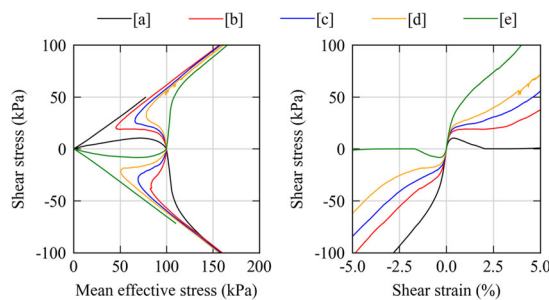 [a] [b] [c] [d] [e]
100 100
50 50
0 0
-50 -50
-100 -100
Shear stress (kPa) Shear stress (kPa)
0 50 100 150 200 -5.0 -2.5 0.0 2.5 5.0
Mean effective stress (kPa) Shear strain (%)